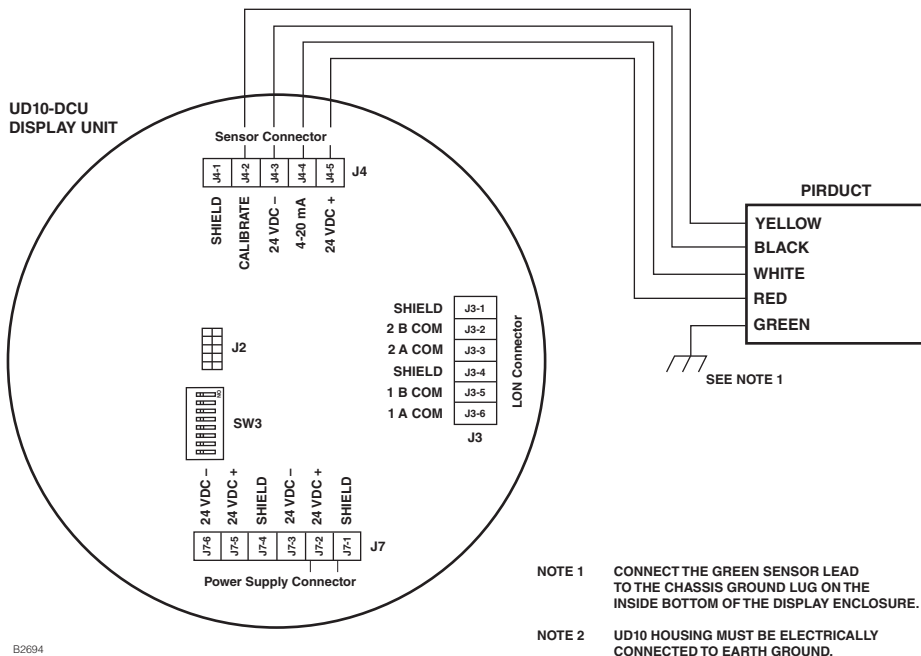 UD10-DCU
DISPLAY UNIT
Sensor Connector
J4-1
J4-2
J4-3
J4-4
J4-5
J4
SHIELD
CALIBRATE
24 VDC –
4-20 mA
24 VDC +
PIRDUCT
YELLOW
BLACK
WHITE
RED
GREEN
SEE NOTE 1
SHIELD J3-1
2 B COM J3-2
2 A COM J3-3
SHIELD J3-4
1 B COM J3-5
1 A COM J3-6
LON Connector
J3
J2
ON
SW3
24 VDC –
24 VDC +
SHIELD
24 VDC –
24 VDC +
SHIELD
J7-6
J7-5
J7-4
J7-3
J7-2
J7-1
J7
Power Supply Connector
NOTE 1 CONNECT THE GREEN SENSOR LEAD
TO THE CHASSIS GROUND LUG ON THE
INSIDE BOTTOM OF THE DISPLAY ENCLOSURE.
NOTE 2 UD10 HOUSING MUST BE ELECTRICALLY
CONNECTED TO EARTH GROUND.
B2694